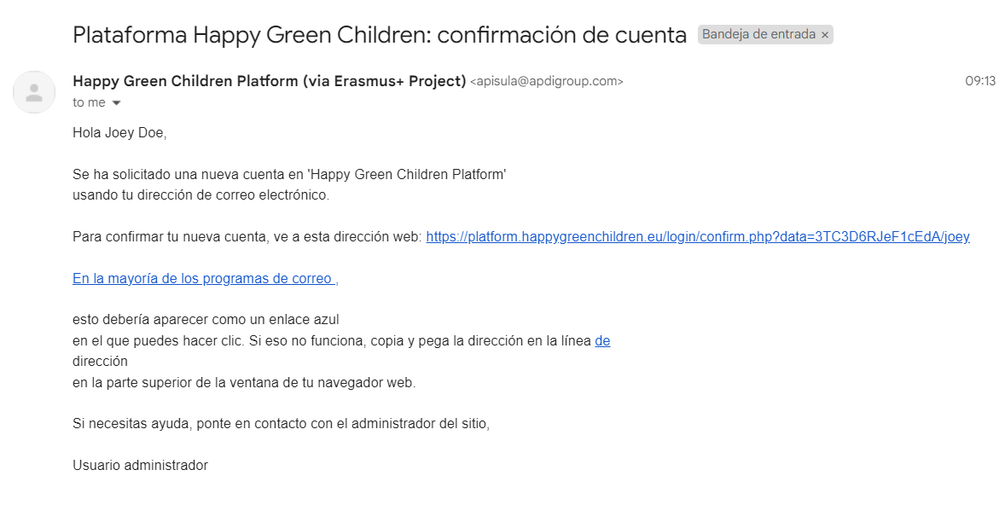 Plataforma Happy Green Children: confirmación de cuenta Bandeja de entrada ×
Happy Green Children Platform (via Erasmus+ Project) <apisula@apdigroup.com> 09:13
to me
Hola Joey Doe,
Se ha solicitado una nueva cuenta en 'Happy Green Children Platform'
usando tu dirección de correo electrónico.
Para confirmar tu nueva cuenta, ve a esta dirección web: https://platform.happygreenchildren.eu/login/confirm.php?data=3TC3D6RJeF1cEdA/joey
En la mayoría de los programas de correo ,
esto debería aparecer como un enlace azul
en el que puedes hacer clic. Si eso no funciona, copia y pega la dirección en la línea de
dirección
en la parte superior de la ventana de tu navegador web.
Si necesitas ayuda, ponte en contacto con el administrador del sitio,
Usuario administrador